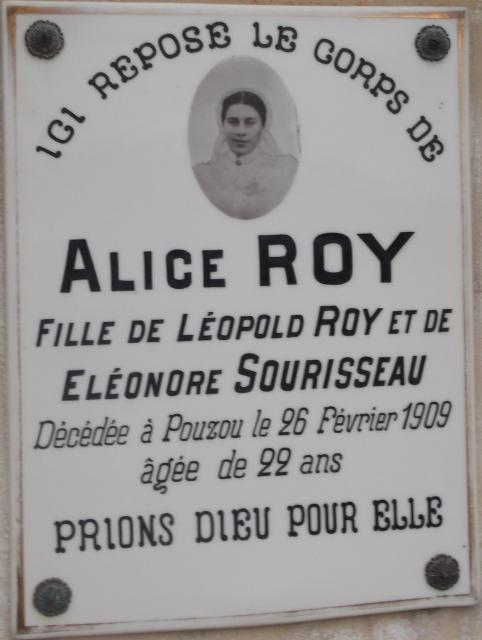 ICI REPOSE LE CORPS DE
ALICE ROY
FILLE DE LÉOPOLD ROY ET DE
ELÉONORE SOURISSEAU
Décédée à Pouzou le 26 Février 1909
âgée de 22 ans
PRIONS DIEU POUR ELLE